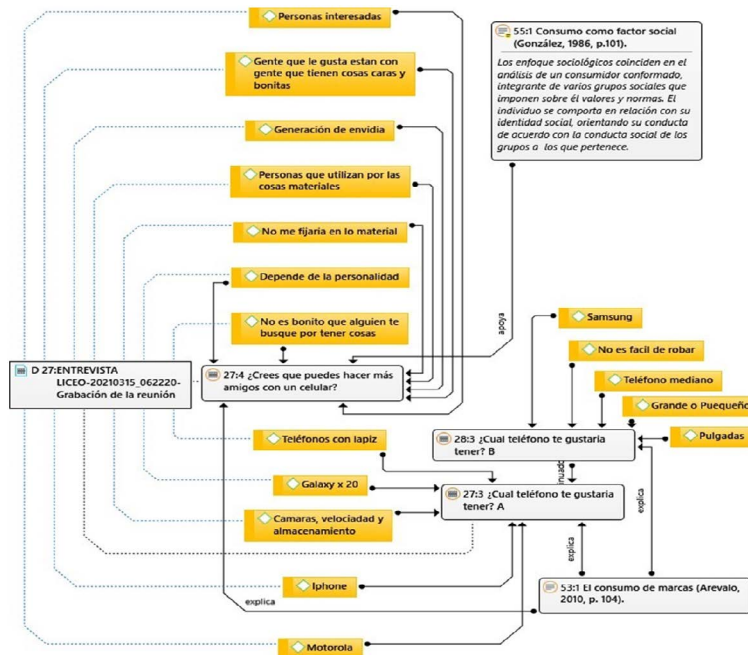 Personas interesadas
Gente que le gusta estan con
gente que tienen cosas caras y
bonitas
Generación de envidia
Personas que utilizan por las
cosas materiales
No me fijaria en lo material
Depende de la personalidad
No es bonito que alguien te
busque por tener cosas
55:1 Consumo como factor social
(González, 1986, p.101).
Los enfoque sociológicos coinciden en el
análisis de un consumidor conformado,
integrante de varios grupos sociales que
imponen sobre él valores y normas. El
individuo se comporta en relación con su
identidad social, orientando su conducta
de acuerdo con la conducta social de los
grupos a los que pertenece.
apoya
Samsung
No es facil de robar
Teléfono mediano
Grande o Puequeño
Pulgadas
D 27:ENTREVISTA
LICEO-20210315_062220-
Grabación de la reunión
27:4 ¿Crees que puedes hacer más
amigos con un celular?
28:3 ¿Cual teléfono te gustaria
tener? B
27:3 ¿Cual teléfono te gustaria
tener? A
Teléfonos con lapiz
Galaxy x 20
Camaras, velociadad y
almacenamiento
Iphone
Motorola
explica
explica
explica
53:1 El consumo de marcas (Arevalo,
2010, p. 104).